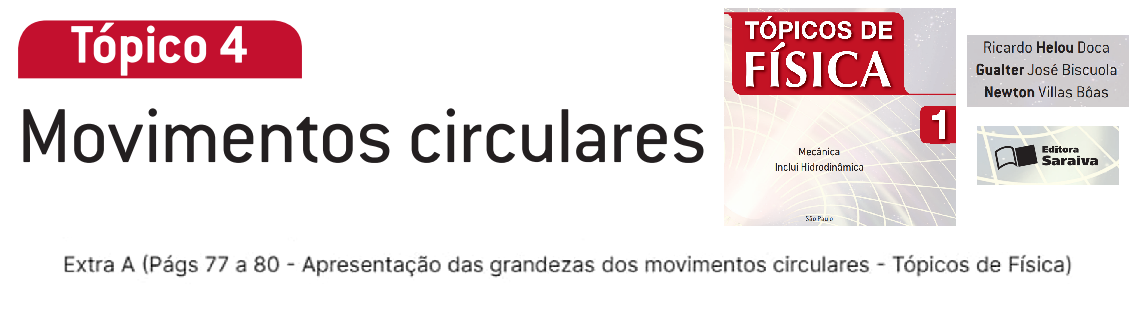 Tópico 4
Movimentos circulares
TÓPICOS DE
FÍSICA
1
Mecânica
Inclui Hidrodinâmica
São Paulo
Ricardo Helou Doca
Gualter José Biscuola
Newton Villas Bôas
Editora
Saraiva
Extra A (Págs 77 a 80 - Apresentação das grandezas dos movimentos circulares - Tópicos de Física)